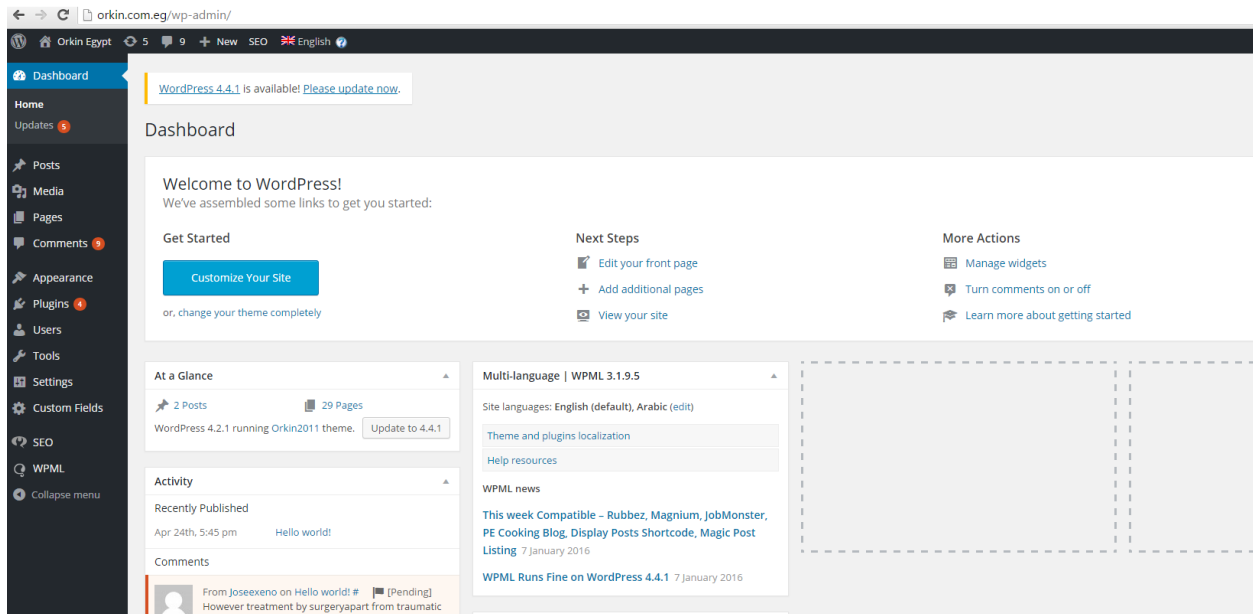 orkin.com.eg/wp-admin/
Orkin Egypt 5 9 + New SEO English ?
Dashboard
Home
Updates 5
Posts
Media
Pages
Comments 9
Appearance
Plugins 4
Users
Tools
Settings
Custom Fields
SEO
WPML
Collapse menu
WordPress 4.4.1 is available! Please update now.
Dashboard
Welcome to WordPress!
We've assembled some links to get you started:
Get Started
Customize Your Site
or, change your theme completely
Next Steps
Edit your front page
Add additional pages
View your site
More Actions
Manage widgets
Turn comments on or off
Learn more about getting started
At a Glance
2 Posts 29 Pages
WordPress 4.2.1 running Orkin2011 theme. Update to 4.4.1
Activity
Recently Published
Apr 24th, 5:45 pm Hello world!
Comments
From Joseexeno on Hello world! # [Pending]
However treatment by surgeryapart from traumatic
Multi-language | WPML 3.1.9.5
Site languages: English (default), Arabic (edit)
Theme and plugins localization
Help resources
WPML news
This week Compatible – Rubbez, Magnium, JobMonster,
PE Cooking Blog, Display Posts Shortcode, Magic Post
Listing 7 January 2016
WPML Runs Fine on WordPress 4.4.1 7 January 2016